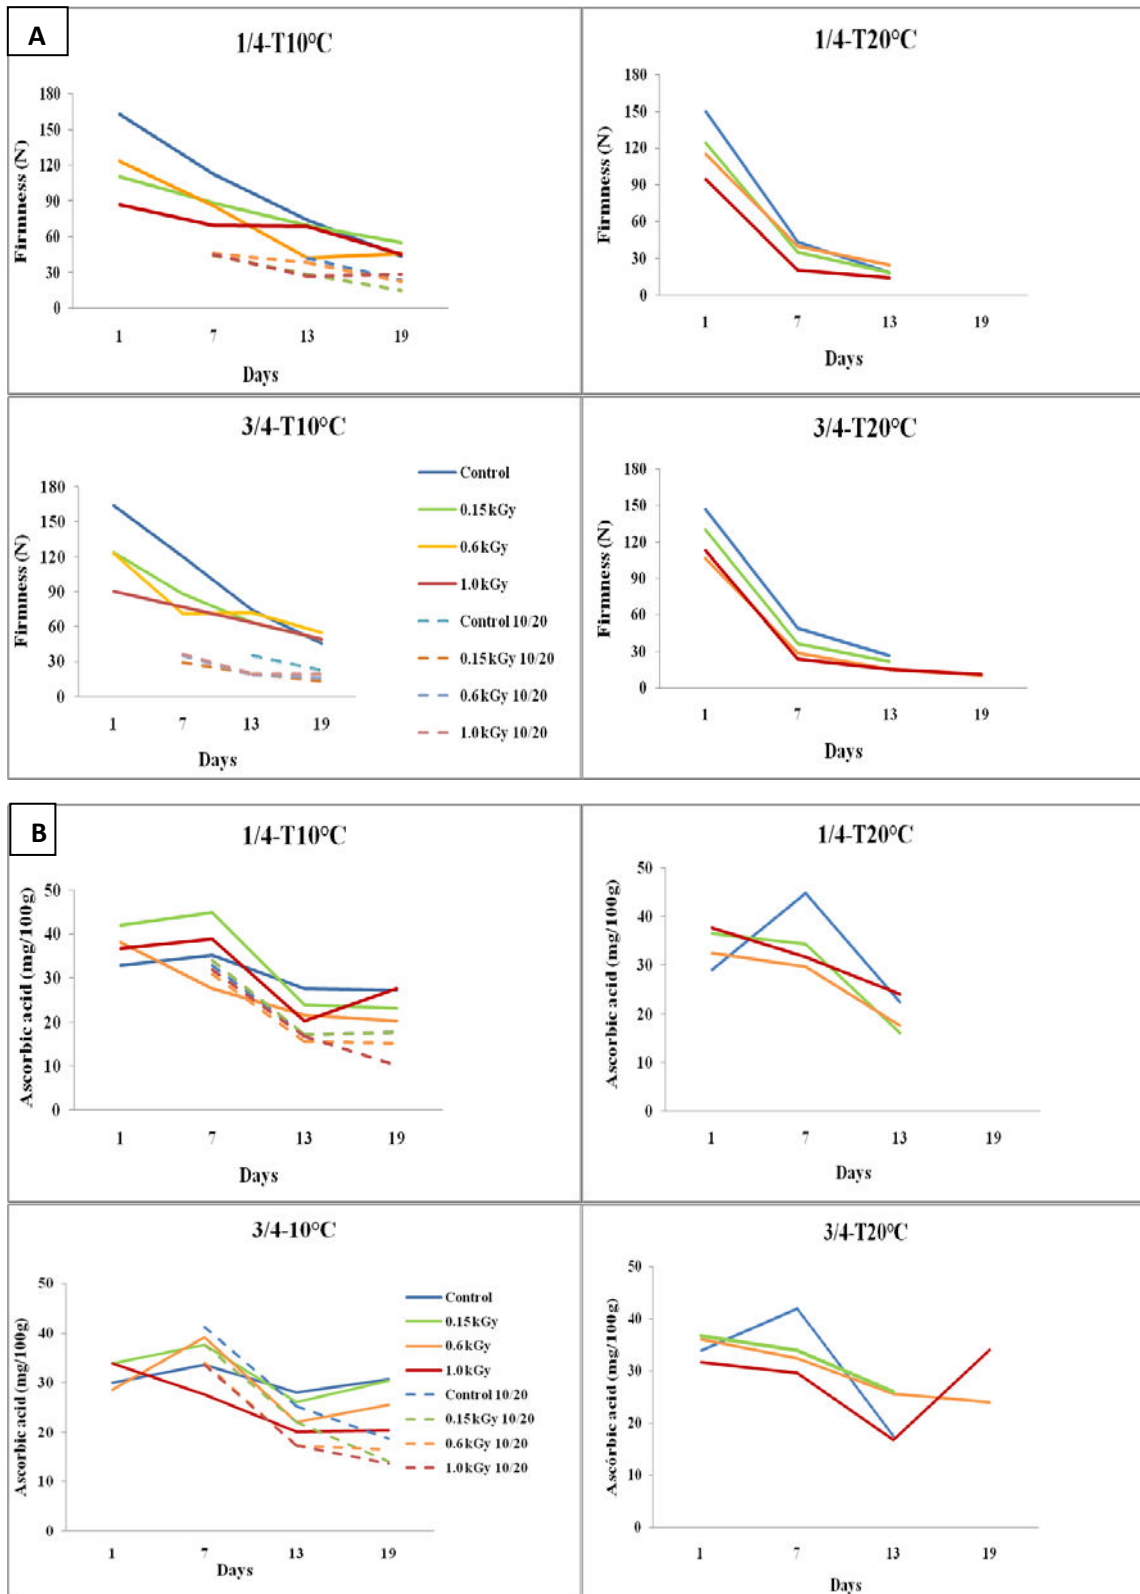 A
1/4-T10°C
180
150
120
90
60
30
0
Firmness (N)
1 7 13 19
Days
1/4-T20°C
180
150
120
90
60
30
0
Firmness (N)
1 7 13 19
Days
3/4-T10°C
180
150
120
90
60
30
0
Firmness (N)
1 7 13 19
Days
Control
0.15kGy
0.6kGy
1.0kGy
Control 10/20
0.15kGy 10/20
0.6kGy 10/20
1.0kGy 10/20
3/4-T20°C
180
150
120
90
60
30
0
Firmness (N)
1 7 13 19
Days
B
1/4-T10°C
50
40
30
20
10
0
Ascorbic acid (mg/100g)
1 7 13 19
Days
1/4-T20°C
50
40
30
20
10
0
Ascorbic acid (mg/100g)
1 7 13 19
Days
3/4-10°C
50
40
30
20
10
0
Ascorbic acid (mg/100g)
1 7 13 19
Days
Control
0.15kGy
0.6kGy
1.0kGy
Control 10/20
0.15kGy 10/20
0.6kGy 10/20
1.0kGy 10/20
3/4-T20°C
50
40
30
20
10
0
Ascórbic acid (mg/100g)
1 7 13 19
Days